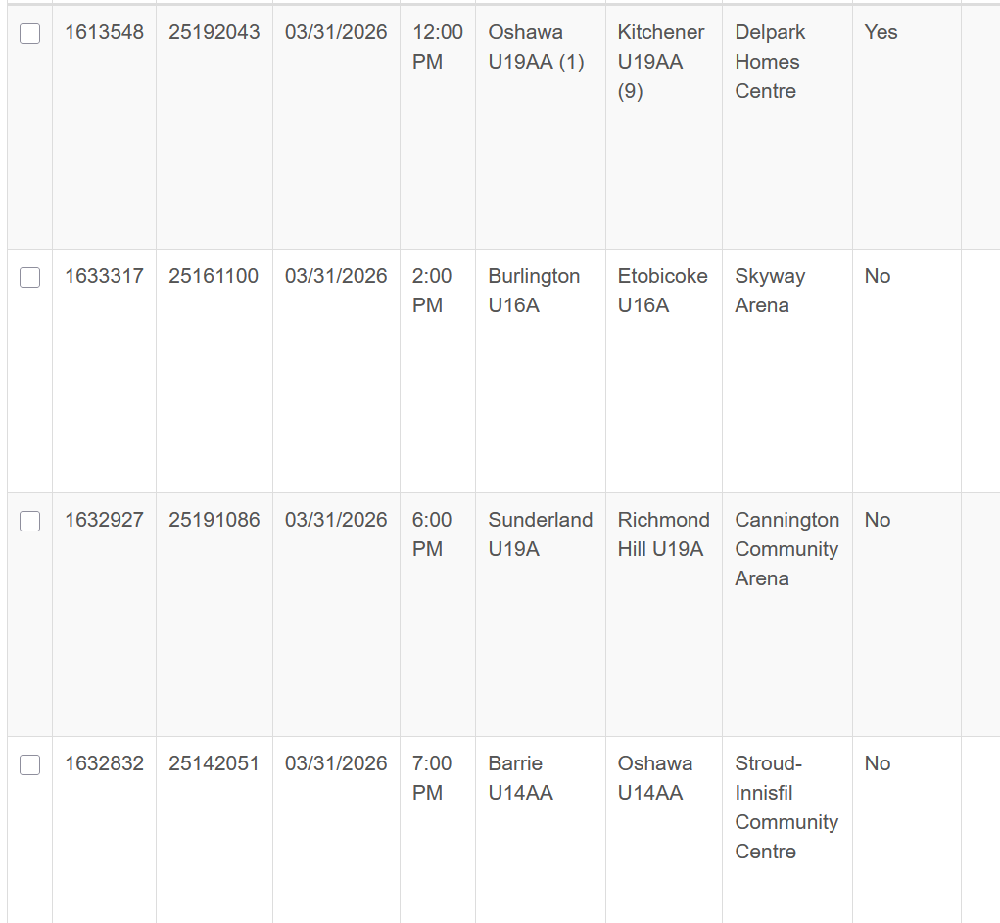 1613548 25192043 03/31/2026 12:00 Oshawa Kitchener Delpark Yes
PM U19AA (1) U19AA Homes
(9) Centre
1633317 25161100 03/31/2026 2:00 Burlington Etobicoke Skyway No
PM U16A U16A Arena
1632927 25191086 03/31/2026 6:00 Sunderland Richmond Cannington No
PM U19A Hill U19A Community
Arena
1632832 25142051 03/31/2026 7:00 Barrie Oshawa Stroud- No
PM U14AA U14AA Innisfil
Community
Centre